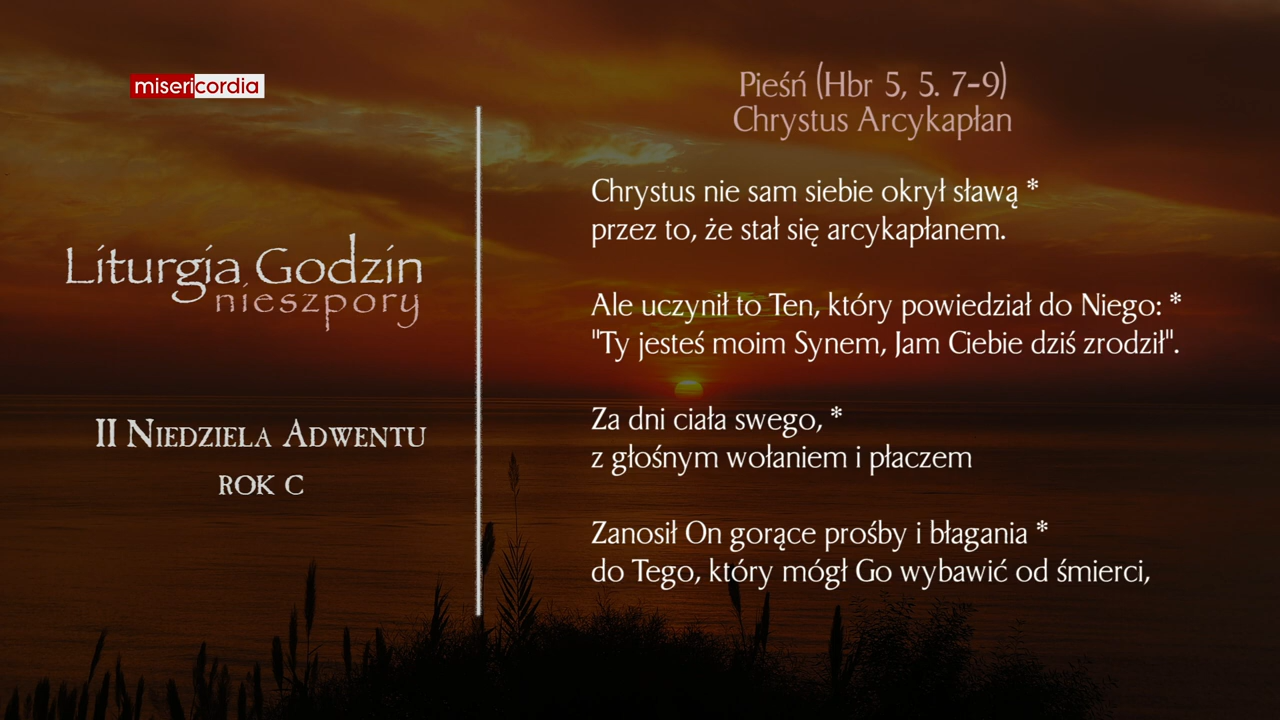 misericordia
Liturgia Godzin
nieszpory
II Niedziela Adwentu
rok C
Pieśń (Hbr 5, 5. 7-9)
Chrystus Arcykapłan
Chrystus nie sam siebie okrył sławą *
przez to, że stał się arcykapłanem.
Ale uczynił to Ten, który powiedział do Niego: *
"Ty jesteś moim Synem, Jam Ciebie dziś zrodził".
Za dni ciała swego, *
z głośnym wołaniem i płaczem
Zanosił On gorące prośby i błagania *
do Tego, który mógł Go wybawić od śmierci,